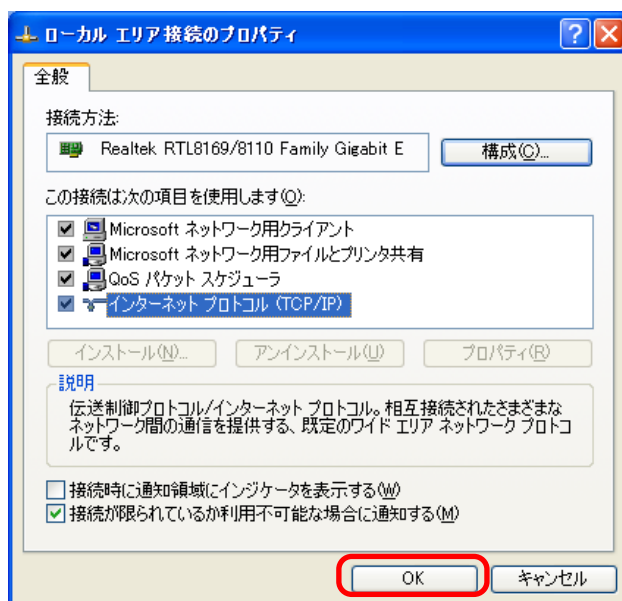 ローカル エリア接続のプロパティ
全般
接続方法:
Realtek RTL8169/8110 Family Gigabit E
構成(C)...
この接続は次の項目を使用します(O):
Microsoft ネットワーク用クライアント
Microsoft ネットワーク用ファイルとプリンタ共有
QoS パケット スケジューラ
インターネット プロトコル (TCP/IP)
インストール(N)...
アンインストール(U)
プロパティ(R)
説明
伝送制御プロトコル/インターネット プロトコル。相互接続されたさまざまな
ネットワーク間の通信を提供する、既定のワイド エリア ネットワーク プロトコ
ルです。
接続時に通知領域にインジケータを表示する(W)
接続が限られているか利用不可能な場合に通知する(M)
OK
キャンセル